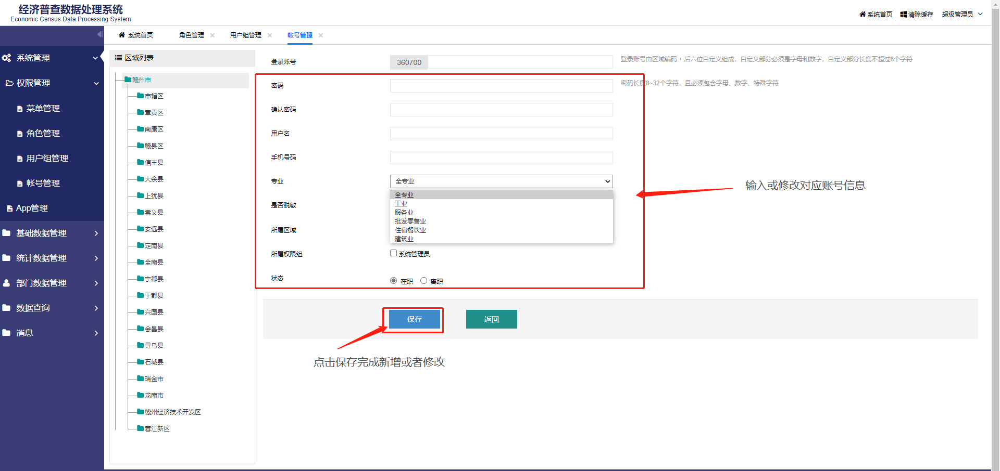 经济普查数据处理系统
Economic Census Data Processing System
系统首页
清除缓存
超级管理员
系统首页
角色管理
用户组管理
帐号管理
系统管理
权限管理
菜单管理
角色管理
用户组管理
帐号管理
App管理
基础数据管理
统计数据管理
部门数据管理
数据查询
消息
区域列表
赣州市
市辖区
章贡区
南康区
赣县区
信丰县
大余县
上犹县
崇义县
安远县
定南县
全南县
宁都县
于都县
兴国县
会昌县
寻乌县
石城县
瑞金市
龙南市
赣州经济技术开发区
蓉江新区
登录账号
360700
登录账号由区域编码 + 后六位自定义组成，自定义部分必须是字母和数字，自定义部分长度不超过6个字符
密码
密码长度8~32个字符，且必须包含字母、数字、特殊字符
确认密码
用户名
手机号码
专业
全专业
全专业
工业
服务业
批发零售业
住宿餐饮业
建筑业
是否脱敏
所属区域
所属权限组
系统管理员
状态
在职
离职
输入或修改对应账号信息
保存
返回
点击保存完成新增或者修改